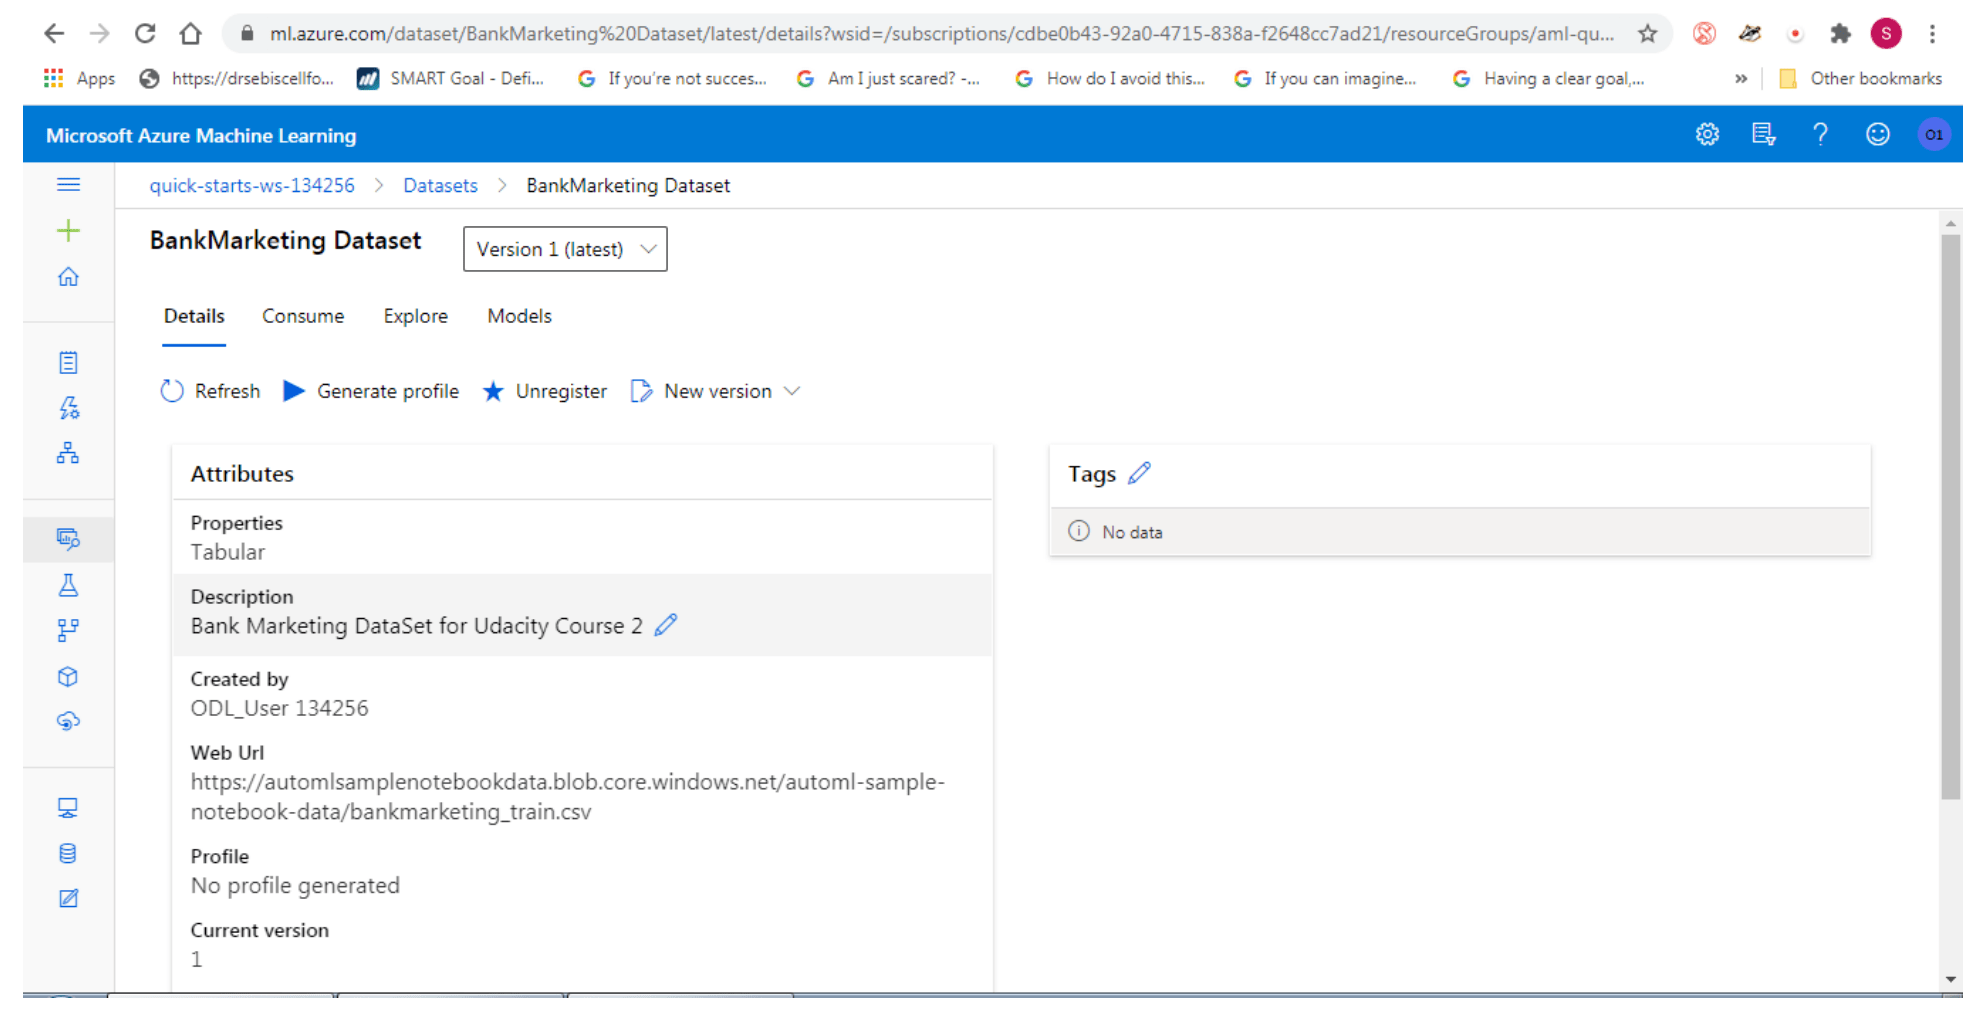 ml.azure.com/dataset/BankMarketing%20Dataset/latest/details?wsid=/subscriptions/cdbe0b43-92a0-4715-838a-f2648cc7ad21/resourceGroups/aml-qu...
S
Apps https://drsebiscellfo... SMART Goal - Defi... If you're not succes... Am I just scared? -... How do I avoid this... If you can imagine... Having a clear goal,... » Other bookmarks
Microsoft Azure Machine Learning
O1
quick-starts-ws-134256 > Datasets > BankMarketing Dataset
BankMarketing Dataset Version 1 (latest)
Details Consume Explore Models
Refresh Generate profile Unregister New version
Attributes
Properties
Tabular
Description
Bank Marketing DataSet for Udacity Course 2
Created by
ODL_User 134256
Web Url
https://automlsamplenotebookdata.blob.core.windows.net/automl-sample-
notebook-data/bankmarketing_train.csv
Profile
No profile generated
Current version
1
Tags
No data